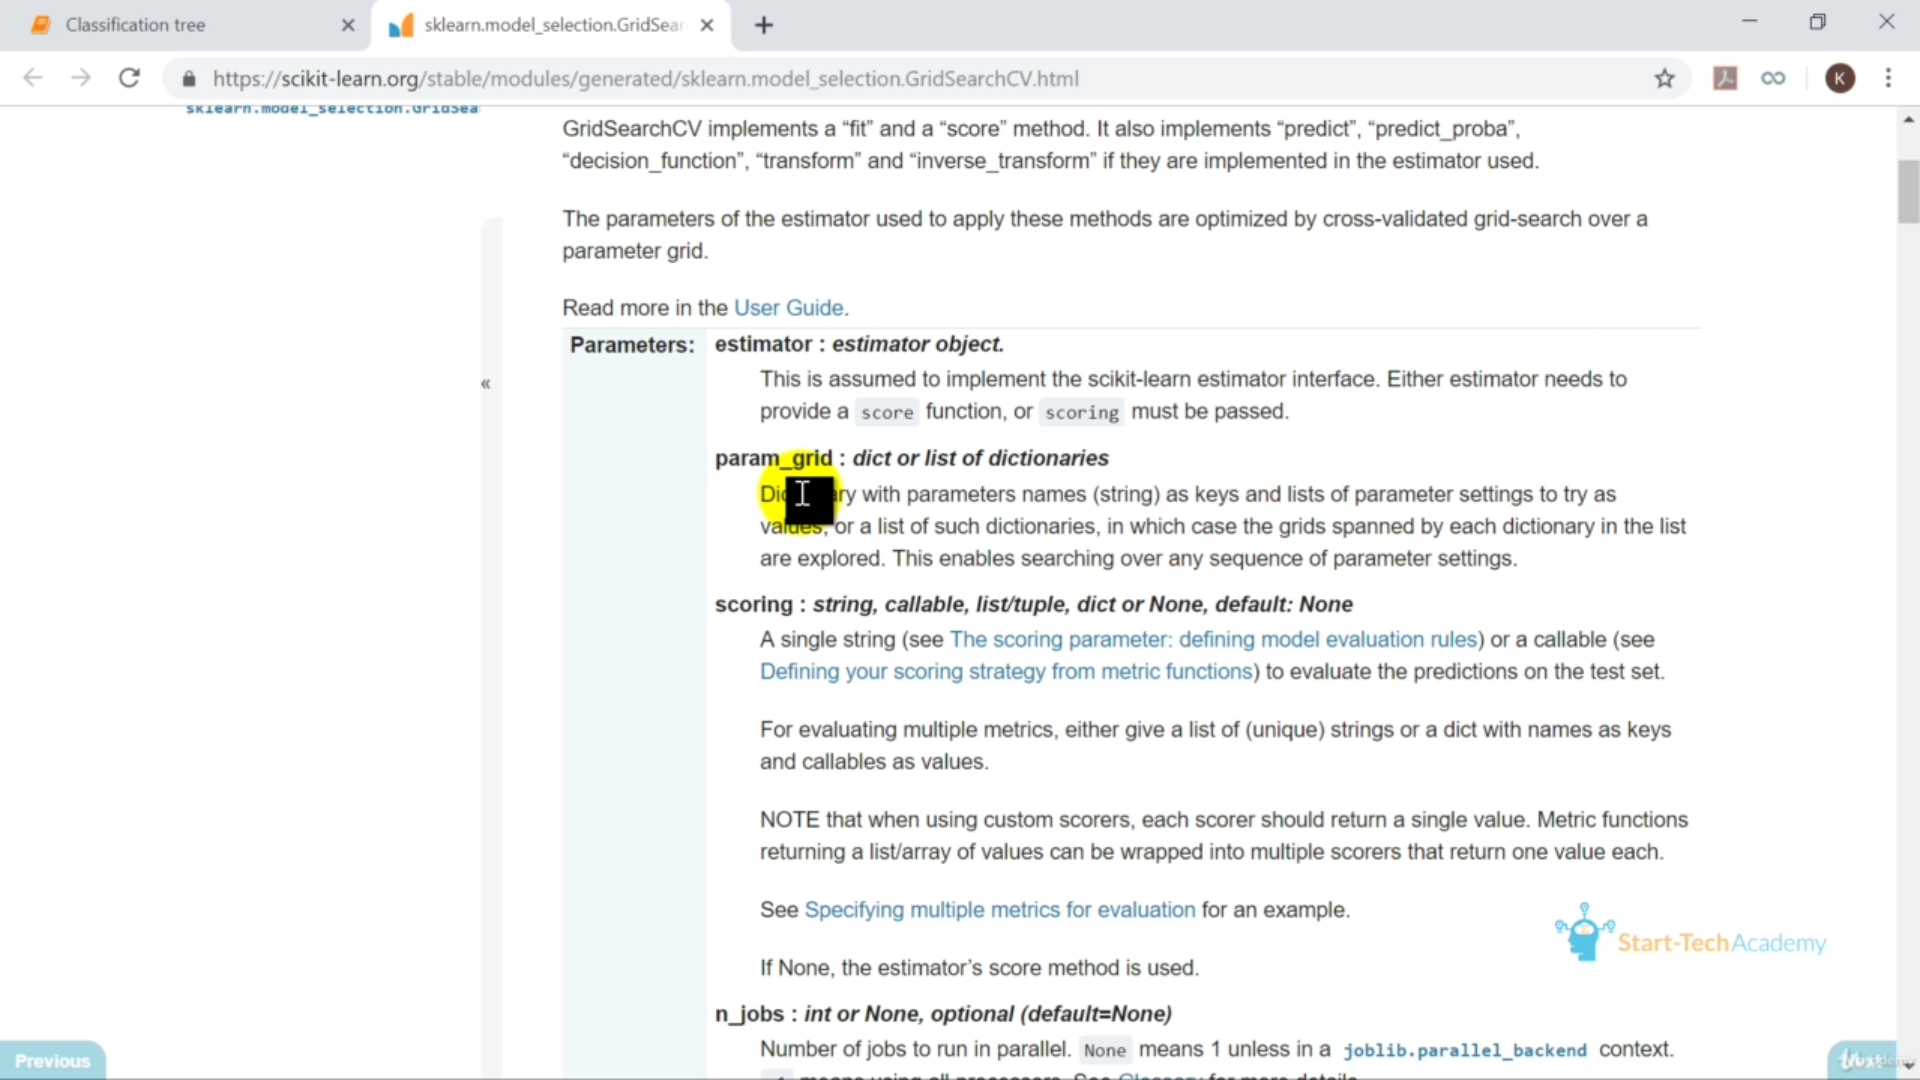 Classification tree
sklearn.model_selection.GridSear
https://scikit-learn.org/stable/modules/generated/sklearn.model_selection.GridSearchCV.html
K
sklearn.model_selection.GridSea
GridSearchCV implements a “fit” and a “score” method. It also implements “predict”, “predict_proba”,
“decision_function”, “transform” and “inverse_transform” if they are implemented in the estimator used.
The parameters of the estimator used to apply these methods are optimized by cross-validated grid-search over a
parameter grid.
Read more in the User Guide.
Parameters:
estimator : estimator object.
This is assumed to implement the scikit-learn estimator interface. Either estimator needs to
provide a score function, or scoring must be passed.
«
param_grid : dict or list of dictionaries
with parameters names (string) as keys and lists of parameter settings to try as
values, or a list of such dictionaries, in which case the grids spanned by each dictionary in the list
are explored. This enables searching over any sequence of parameter settings.
scoring : string, callable, list/tuple, dict or None, default: None
A single string (see The scoring parameter: defining model evaluation rules) or a callable (see
Defining your scoring strategy from metric functions) to evaluate the predictions on the test set.
For evaluating multiple metrics, either give a list of (unique) strings or a dict with names as keys
and callables as values.
NOTE that when using custom scorers, each scorer should return a single value. Metric functions
returning a list/array of values can be wrapped into multiple scorers that return one value each.
See Specifying multiple metrics for evaluation for an example.
Start-TechAcademy
If None, the estimator’s score method is used.
n_jobs : int or None, optional (default=None)
Number of jobs to run in parallel. None means 1 unless in a joblib.parallel_backend context.
means using all processors. See Glossary for more details.
Previous